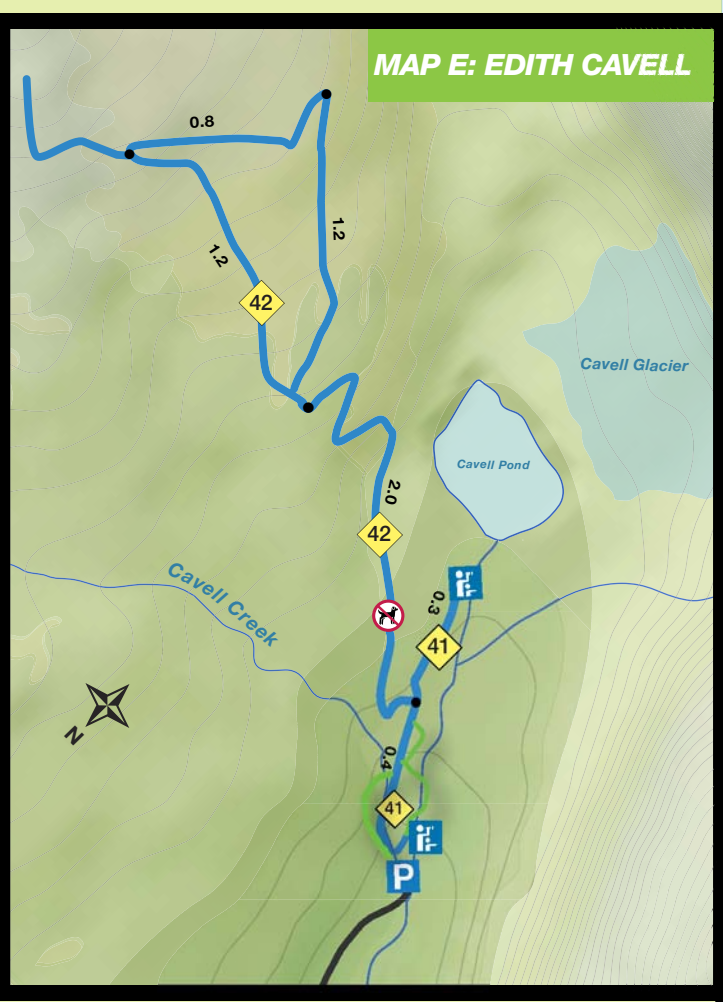 MAP E: EDITH CAVELL
0.8
1.2
1.2
42
Cavell Glacier
Cavell Pond
2.0
42
Cavell Creek
0.3
41
N
0.4
41
P